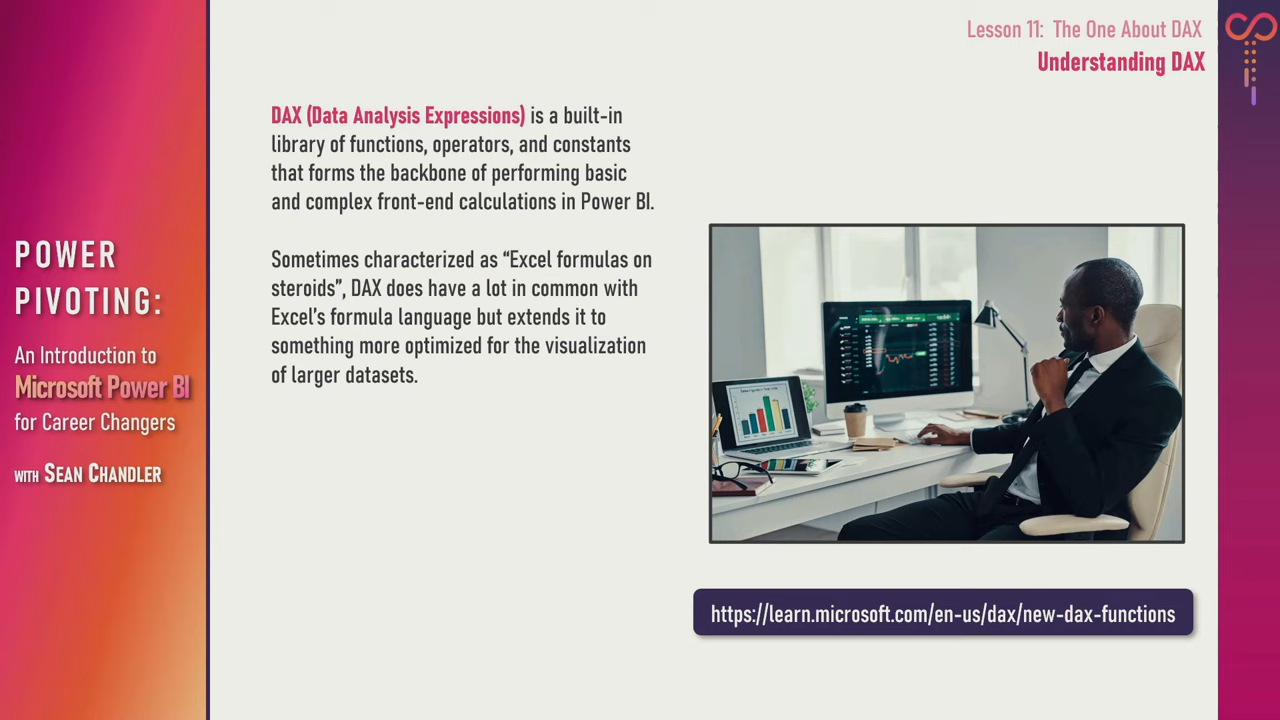 Lesson 11:  The One About DAX
Understanding DAX
POWER
PIVOTING:
An Introduction to
Microsoft Power BI
for Career Changers
WITH SEAN CHANDLER
DAX (Data Analysis Expressions) is a built-in
library of functions, operators, and constants
that forms the backbone of performing basic
and complex front-end calculations in Power BI.
Sometimes characterized as “Excel formulas on
steroids”, DAX does have a lot in common with
Excel’s formula language but extends it to
something more optimized for the visualization
of larger datasets.
https://learn.microsoft.com/en-us/dax/new-dax-functions